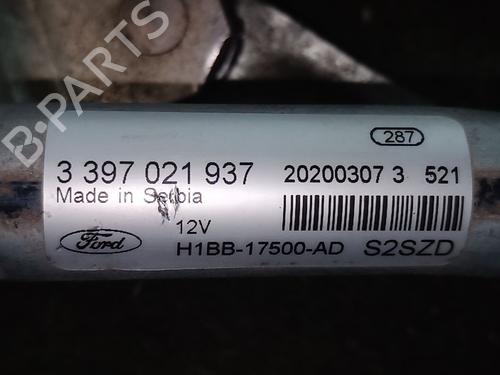 B-PARTS
287
3 397 021 937 20200307 3 521
Made in Serbia
12V
Ford H1BB-17500-AD S2SZD